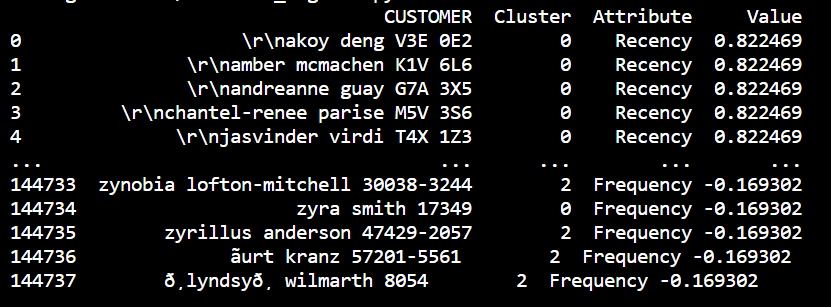 CUSTOMER Cluster Attribute Value
0 \r\nakoy deng V3E 0E2 0 Recency 0.822469
1 \r\namber mcmachen K1V 6L6 0 Recency 0.822469
2 \r\nandreanne guay G7A 3X5 0 Recency 0.822469
3 \r\nchantel-renee parise M5V 3S6 0 Recency 0.822469
4 \r\njasvinder virdi T4X 1Z3 0 Recency 0.822469
... ... ... ... ...
144733 zynobia lofton-mitchell 30038-3244 2 Frequency -0.169302
144734 zyra smith 17349 0 Frequency -0.169302
144735 zyrillus anderson 47429-2057 2 Frequency -0.169302
144736 ãurt kranz 57201-5561 2 Frequency -0.169302
144737 ð¸lyndsyð¸ wilmarth 8054 2 Frequency -0.169302